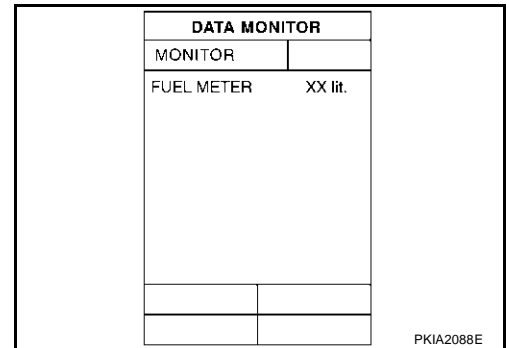 DATA MONITOR
MONITOR
FUEL METER XX lit.
PKIA2088E